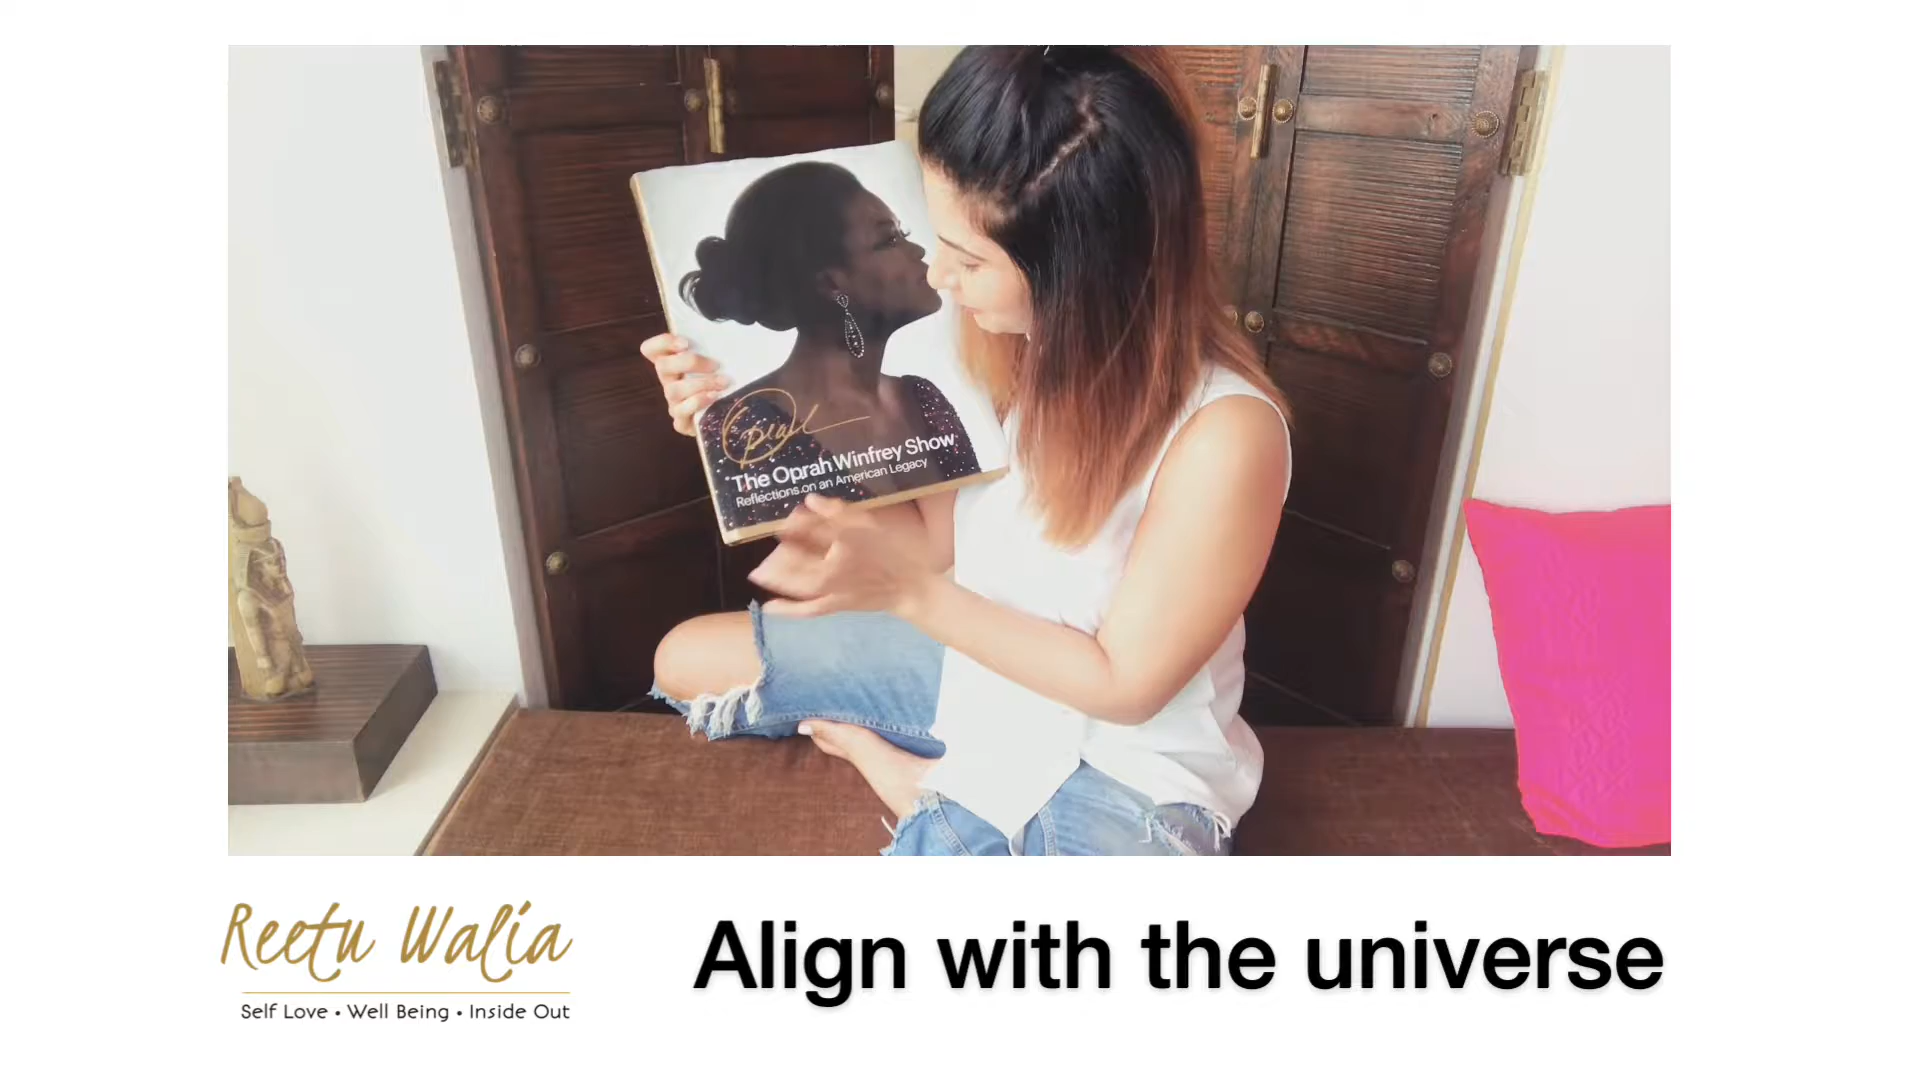 Oprah
The Oprah Winfrey Show
Reflections on an American Legacy
Reetu Walia
Self Love • Well Being • Inside Out
Align with the universe